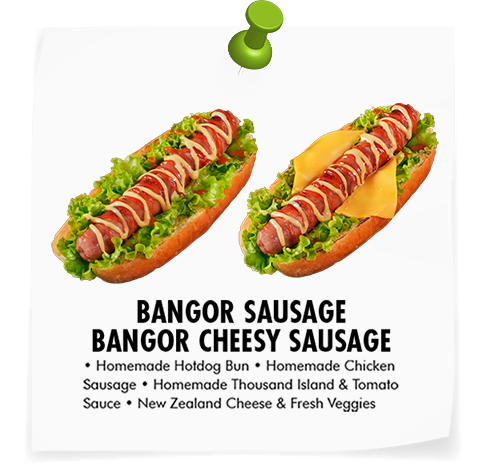 BANGOR SAUSAGE
BANGOR CHEESY SAUSAGE
• Homemade Hotdog Bun • Homemade Chicken
Sausage • Homemade Thousand Island & Tomato
Sauce • New Zealand Cheese & Fresh Veggies